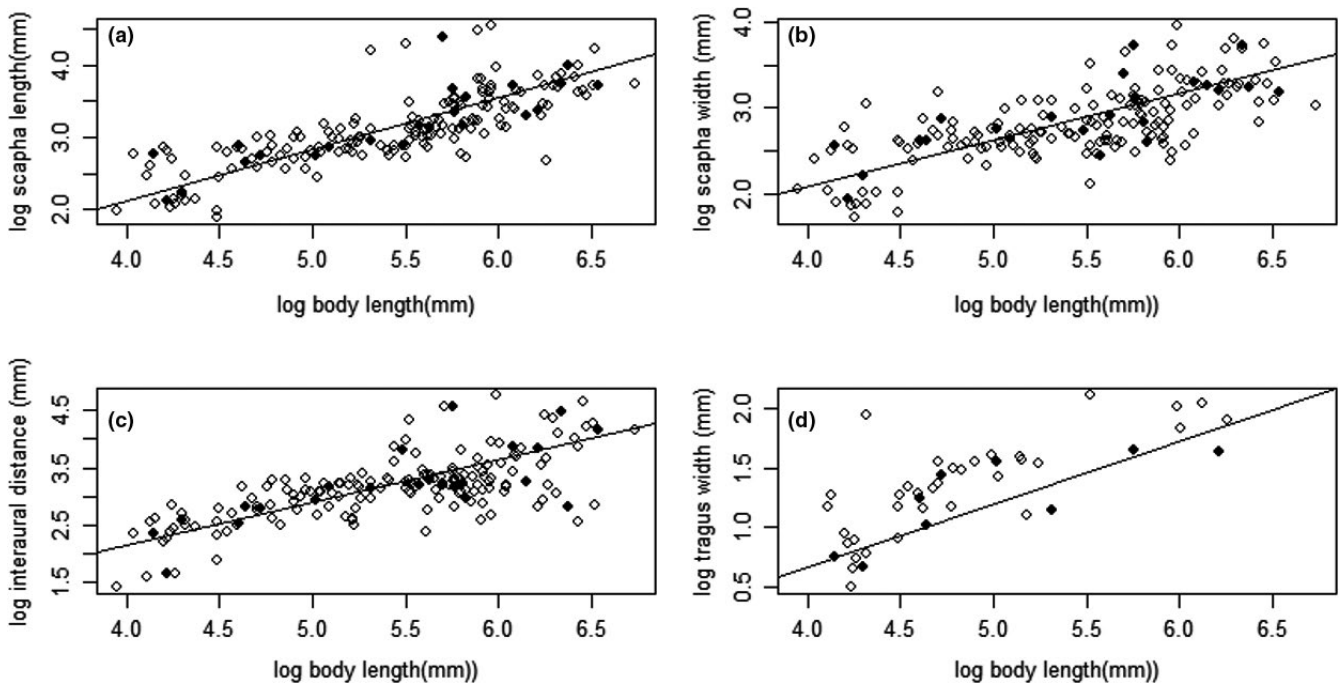 (a)
log scapha length(mm)
4.0
3.0
2.0
4.0 4.5 5.0 5.5 6.0 6.5
log body length(mm)
(b)
log scapha width (mm)
4.0
3.0
2.0
4.0 4.5 5.0 5.5 6.0 6.5
log body length(mm))
(c)
log interaural distance (mm)
4.5
3.5
2.5
1.5
4.0 4.5 5.0 5.5 6.0 6.5
log body length(mm))
(d)
log tragus width (mm)
2.0
1.5
1.0
0.5
4.0 4.5 5.0 5.5 6.0 6.5
log body length(mm))